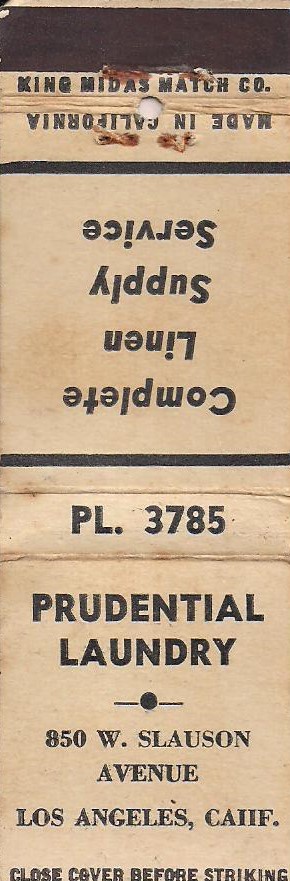 KING MIDAS MATCH CO.
MADE IN CALIFORNIA
Complete
Linen
Supply
Service
PL. 3785
PRUDENTIAL
LAUNDRY
850 W. SLAUSON
AVENUE
LOS ANGELES, CAIIF.
CLOSE COVER BEFORE STRIKING